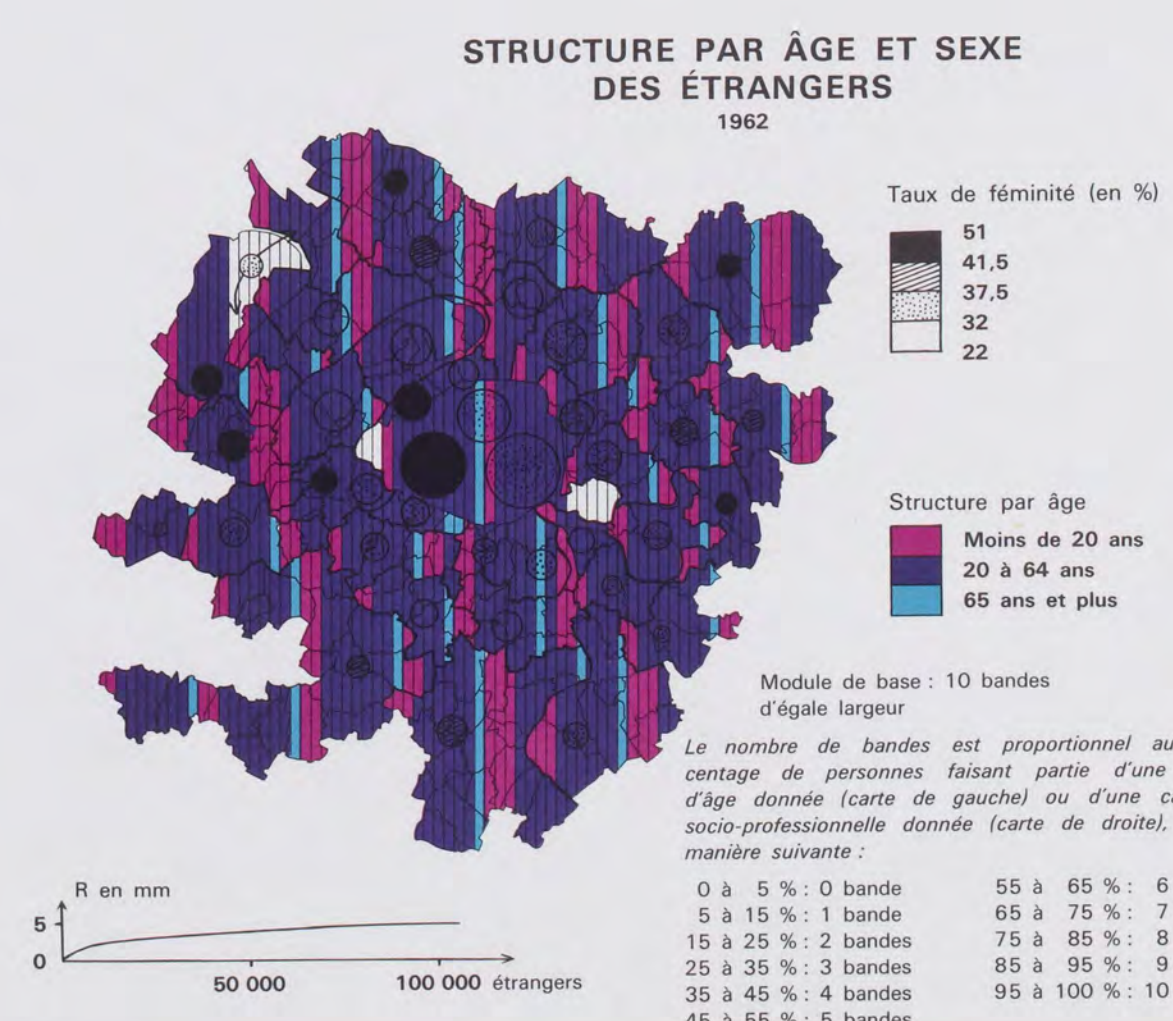 STRUCTURE PAR ÂGE ET SEXE
DES ÉTRANGERS
1962
Taux de féminité (en %)
51
41,5
37,5
32
22
Structure par âge
Moins de 20 ans
20 à 64 ans
65 ans et plus
Module de base : 10 bandes
d'égale largeur
Le nombre de bandes est proportionnel au
centage de personnes faisant partie d'une
d'âge donnée (carte de gauche) ou d'une
socio-professionnelle donnée (carte de droite),
manière suivante :
0 à 5 % : 0 bande
5 à 15 % : 1 bande
15 à 25 % : 2 bandes
25 à 35 % : 3 bandes
35 à 45 % : 4 bandes
45 à 55 % : 5 bandes
55 à 65 % : 6
65 à 75 % : 7
75 à 85 % : 8
85 à 95 % : 9
95 à 100 % : 10
R en mm
5
0
50 000
100 000 étrangers